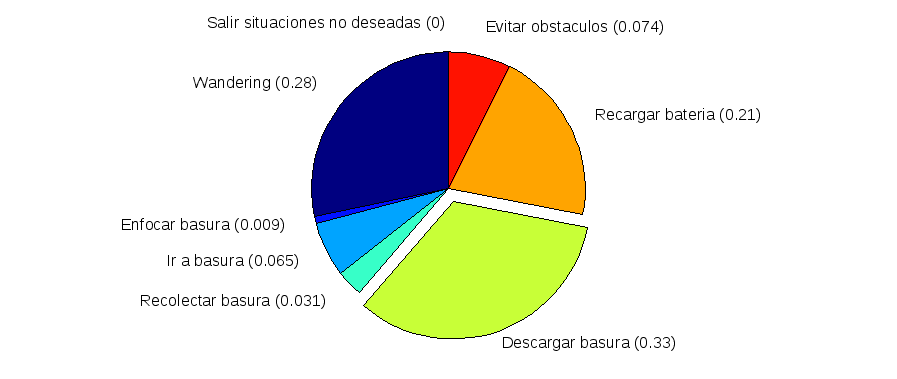 Salir situaciones no deseadas (0)
Evitar obstaculos (0.074)
Wandering (0.28)
Recargar bateria (0.21)
Enfocar basura (0.009)
Ir a basura (0.065)
Recolectar basura (0.031)
Descargar basura (0.33)